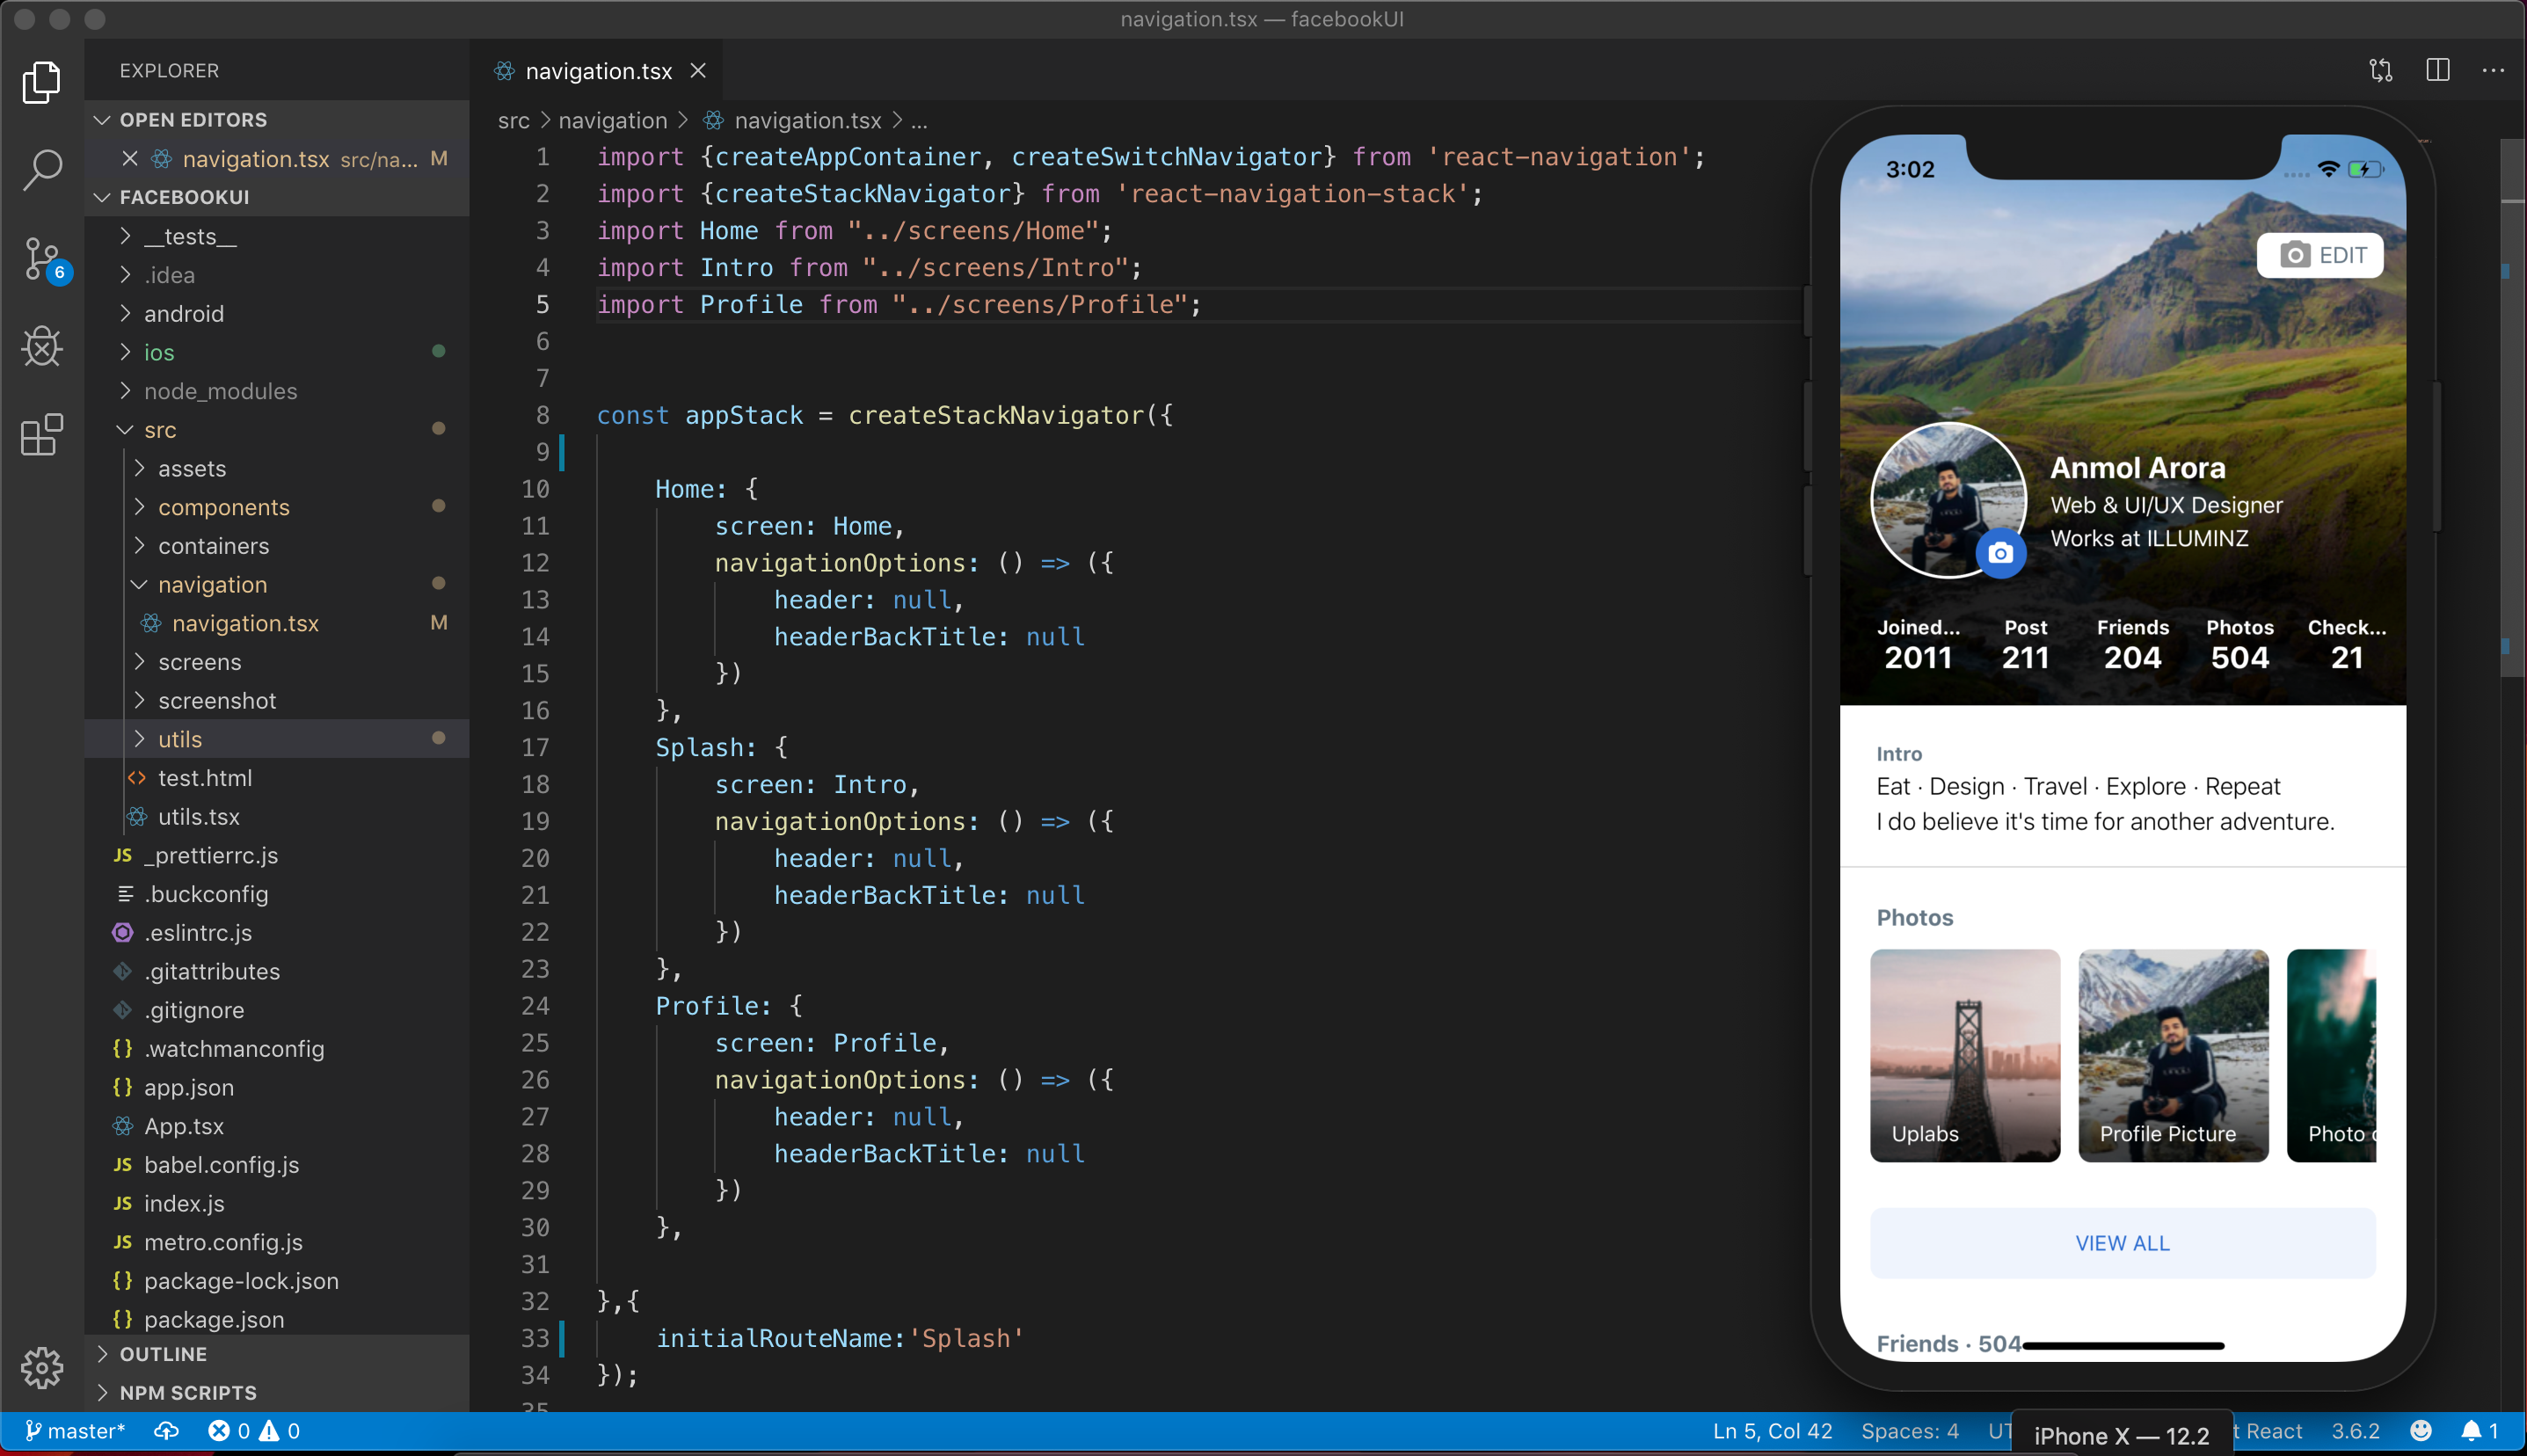 navigation.tsx — facebookUI
EXPLORER
OPEN EDITORS
navigation.tsx src/na... M
FACEBOOKUI
__tests__
.idea
android
ios
node_modules
src
assets
components
containers
navigation
navigation.tsx M
screens
screenshot
utils
test.html
utils.tsx
JS _prettierrc.js
.buckconfig
.eslintrc.js
.gitattributes
.gitignore
{} .watchmanconfig
{} app.json
App.tsx
JS babel.config.js
JS index.js
JS metro.config.js
{} package-lock.json
{} package.json
OUTLINE
NPM SCRIPTS
6
navigation.tsx
src > navigation > navigation.tsx > ...
1 import {createAppContainer, createSwitchNavigator} from 'react-navigation';
2 import {createStackNavigator} from 'react-navigation-stack';
3 import Home from "../screens/Home";
4 import Intro from "../screens/Intro";
5 import Profile from "../screens/Profile";
6
7
8 const appStack = createStackNavigator({
9
10 Home: {
11 screen: Home,
12 navigationOptions: () => ({
13 header: null,
14 headerBackTitle: null
15 })
16 },
17 Splash: {
18 screen: Intro,
19 navigationOptions: () => ({
20 header: null,
21 headerBackTitle: null
22 })
23 },
24 Profile: {
25 screen: Profile,
26 navigationOptions: () => ({
27 header: null,
28 headerBackTitle: null
29 })
30 },
31
32 },{
33 initialRouteName:'Splash'
34 });
35
3:02
EDIT
Anmol Arora
Web & UI/UX Designer
Works at ILLUMINZ
Joined... Post Friends Photos Check...
2011 211 204 504 21
Intro
Eat · Design · Travel · Explore · Repeat
I do believe it's time for another adventure.
Photos
Uplabs Profile Picture Photo
VIEW ALL
Friends · 504
master* 0 0 Ln 5, Col 42 Spaces: 4 UT t React 3.6.2 1
iPhone X — 12.2